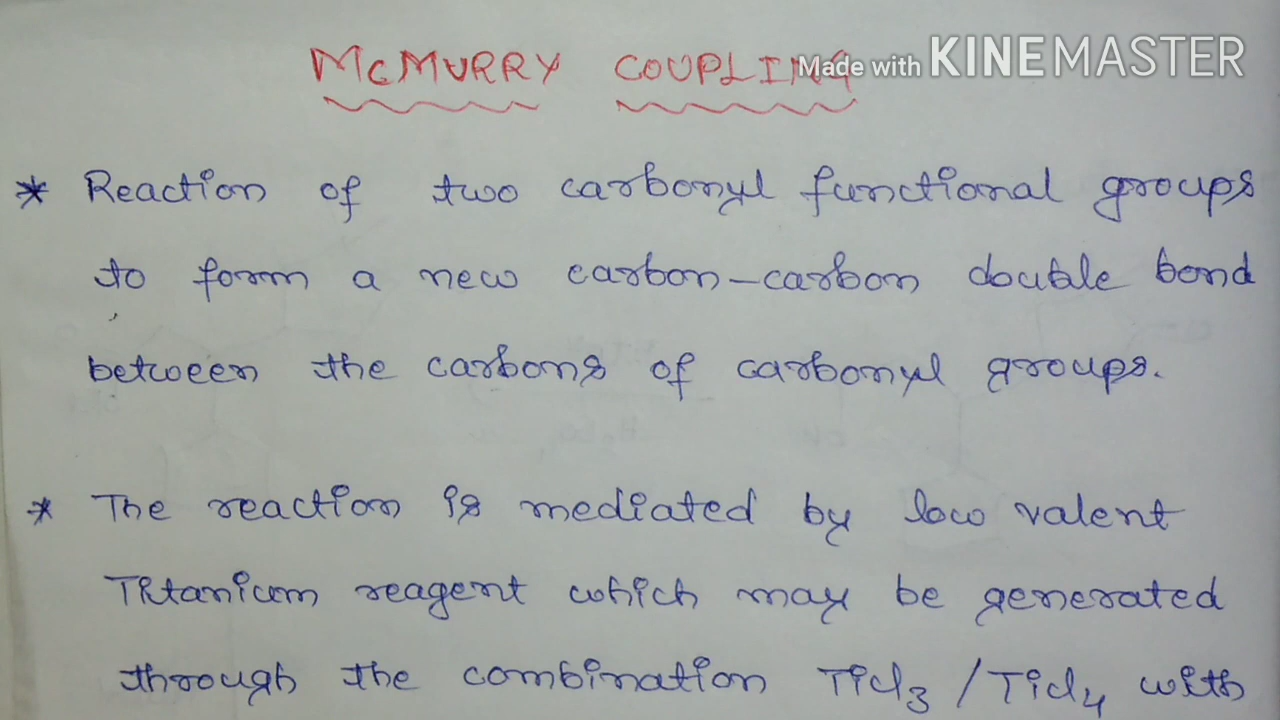 McMURRY COUPLING
Made with KINEMASTER
* Reaction of two carbonyl functional groups
to form a new carbon-carbon double bond
between the carbons of carbonyl groups.
* The reaction is mediated by low valent
Titanium reagent which may be generated
through the combination TiCl3 / TiCl4 with